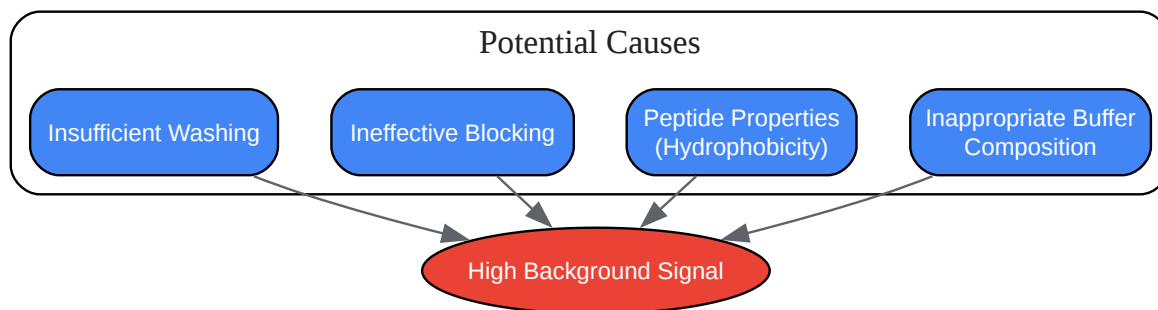 Potential Causes
Insufficient Washing
Ineffective Blocking
Peptide Properties
(Hydrophobicity)
Inappropriate Buffer
Composition
High Background Signal